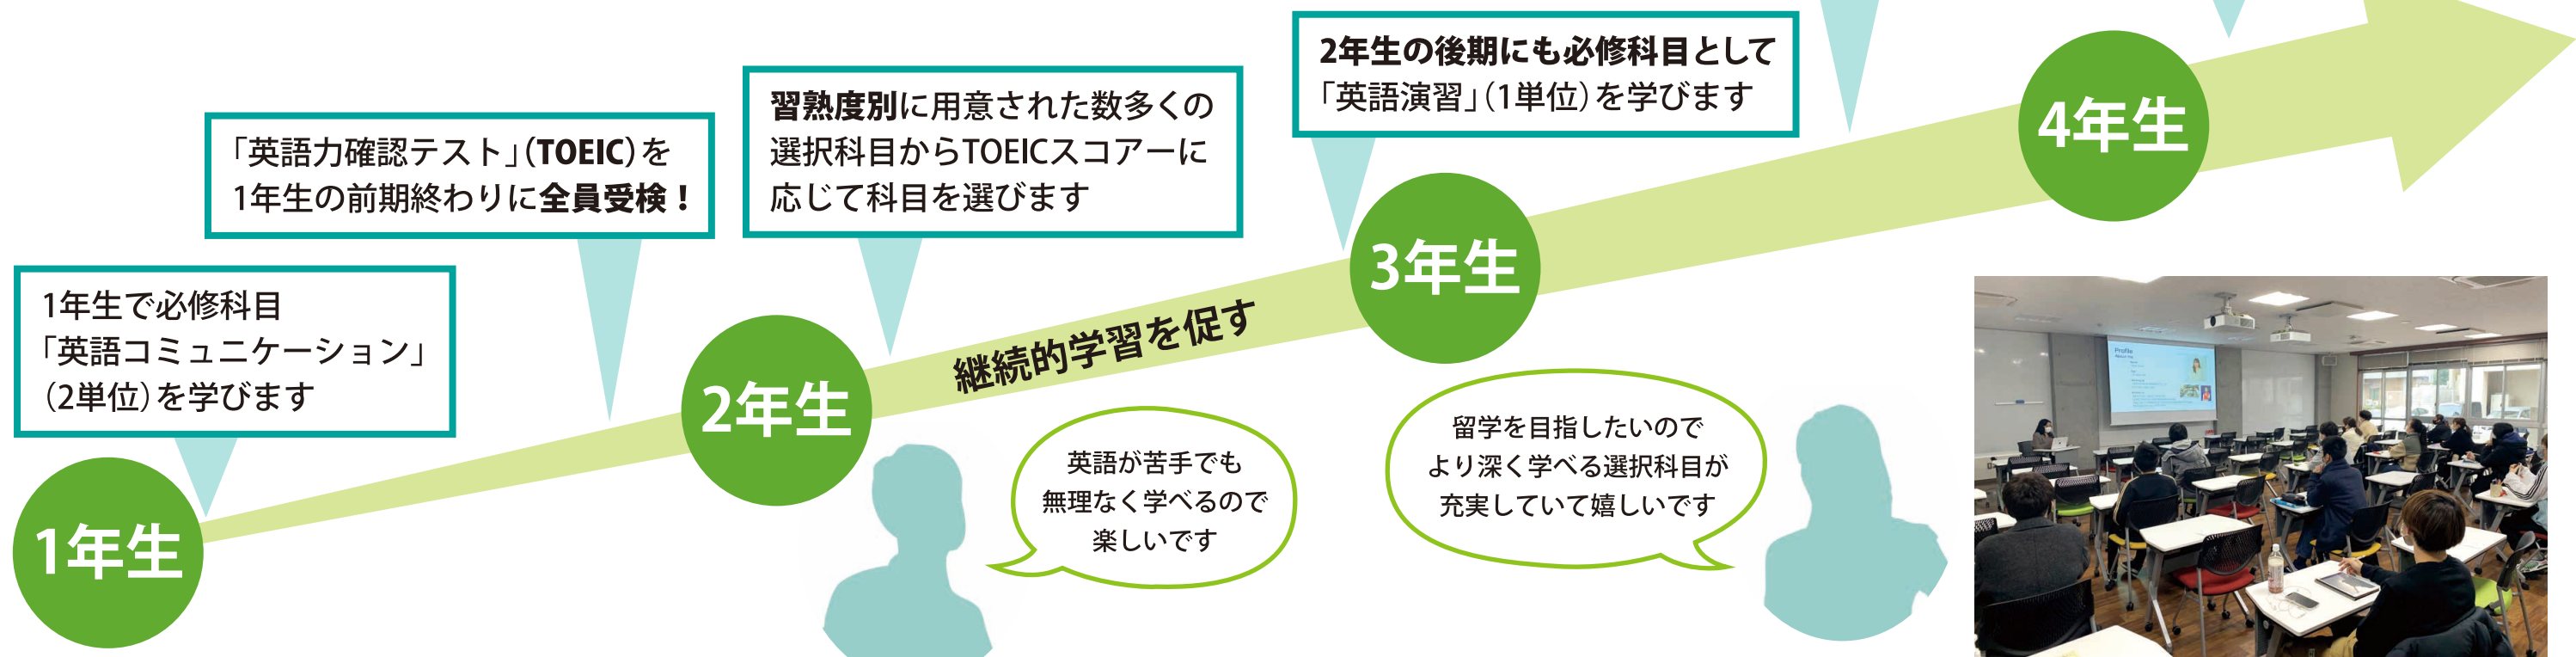 1年生で必修科目
「英語コミュニケーション」
（2単位）を学びます
1年生
「英語力確認テスト」（TOEIC）を
1年生の前期終わりに全員受検！
2年生
習熟度別に用意された数多くの
選択科目からTOEICスコアーに
応じて科目を選びます
継続的学習を促す
英語が苦手でも
無理なく学べるので
楽しいです
2年生の後期にも必修科目として
「英語演習」（1単位）を学びます
3年生
留学を目指したいので
より深く学べる選択科目が
充実していて嬉しいです
4年生
Profile